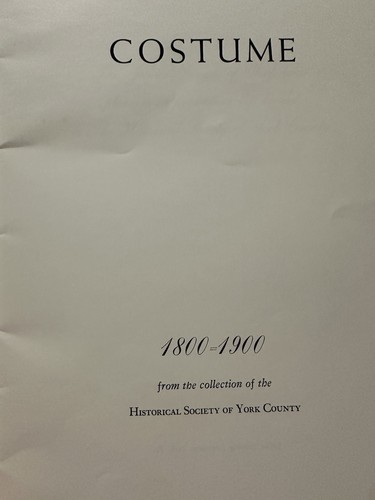 COSTUME
1800-1900
from the collection of the
Historical Society of York County